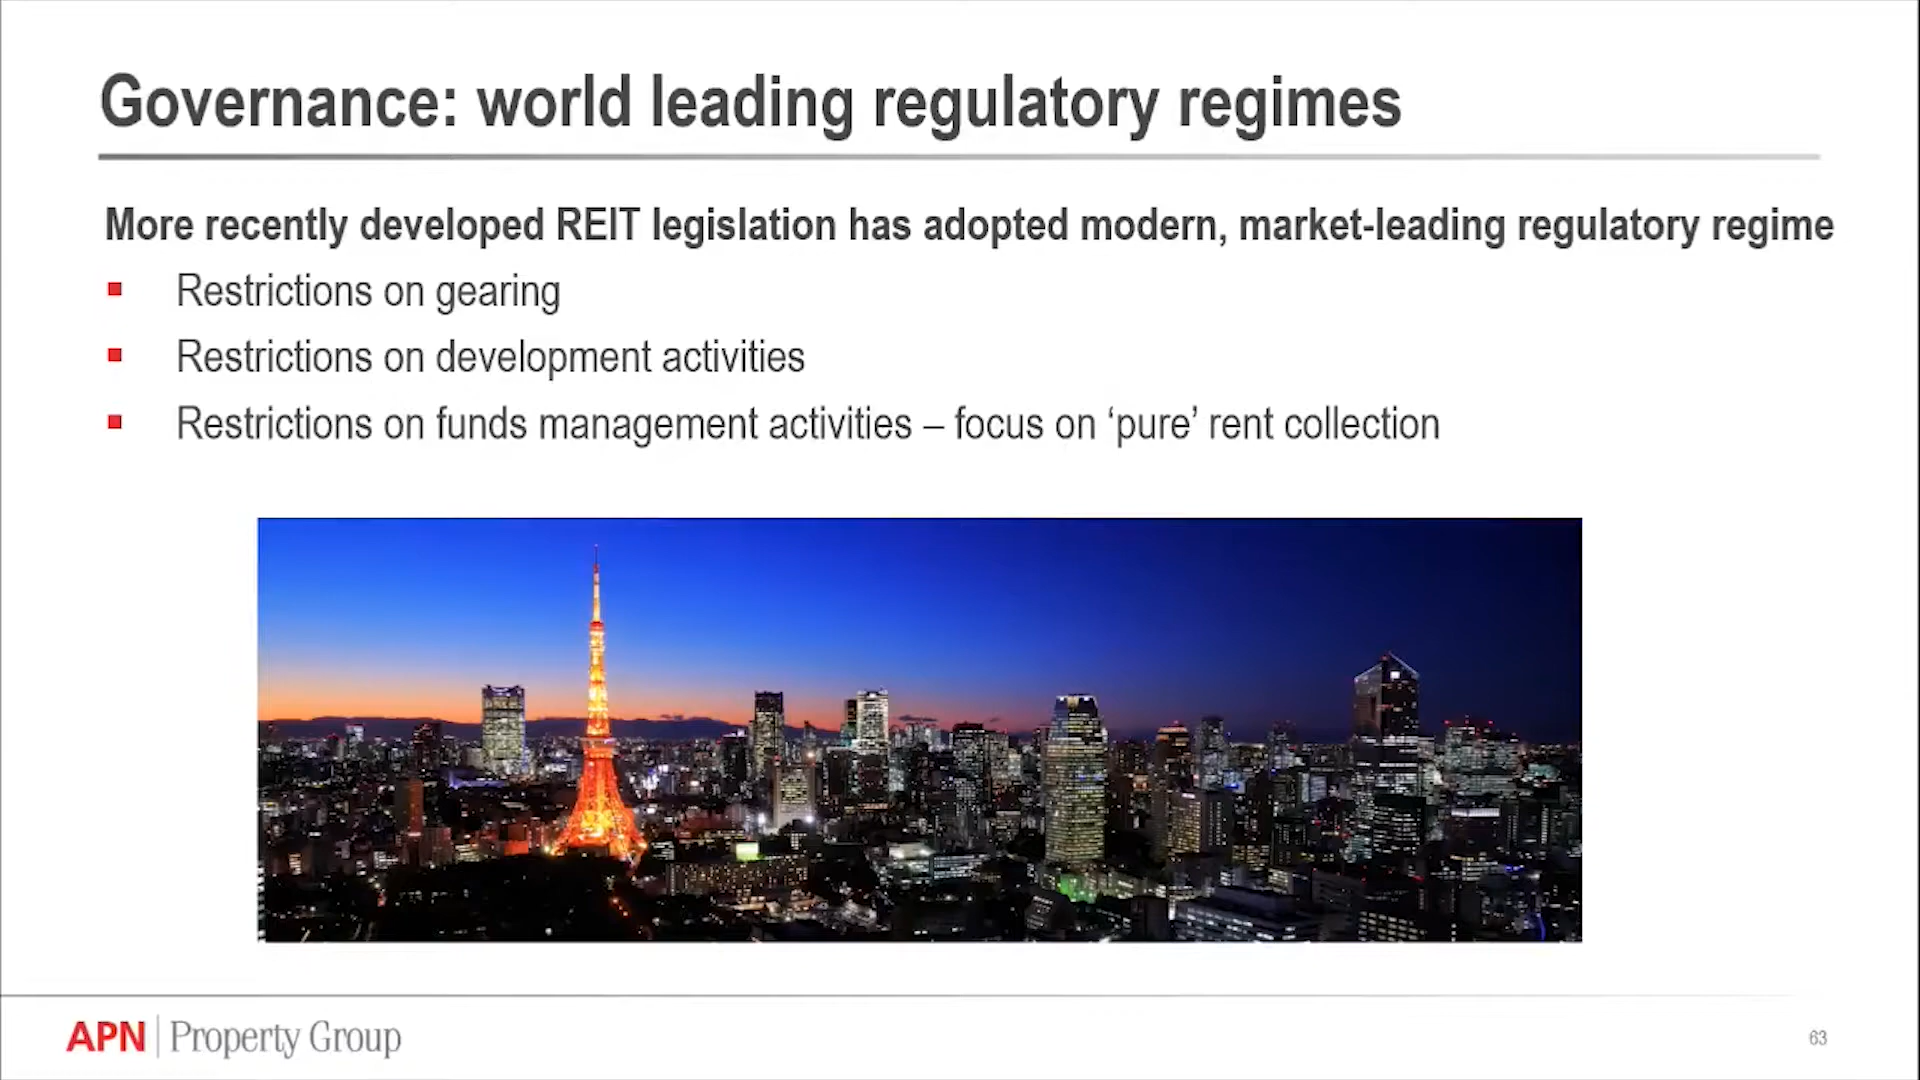 Governance: world leading regulatory regimes
More recently developed REIT legislation has adopted modern, market-leading regulatory regime
Restrictions on gearing
Restrictions on development activities
Restrictions on funds management activities – focus on ‘pure’ rent collection
APN Property Group
63